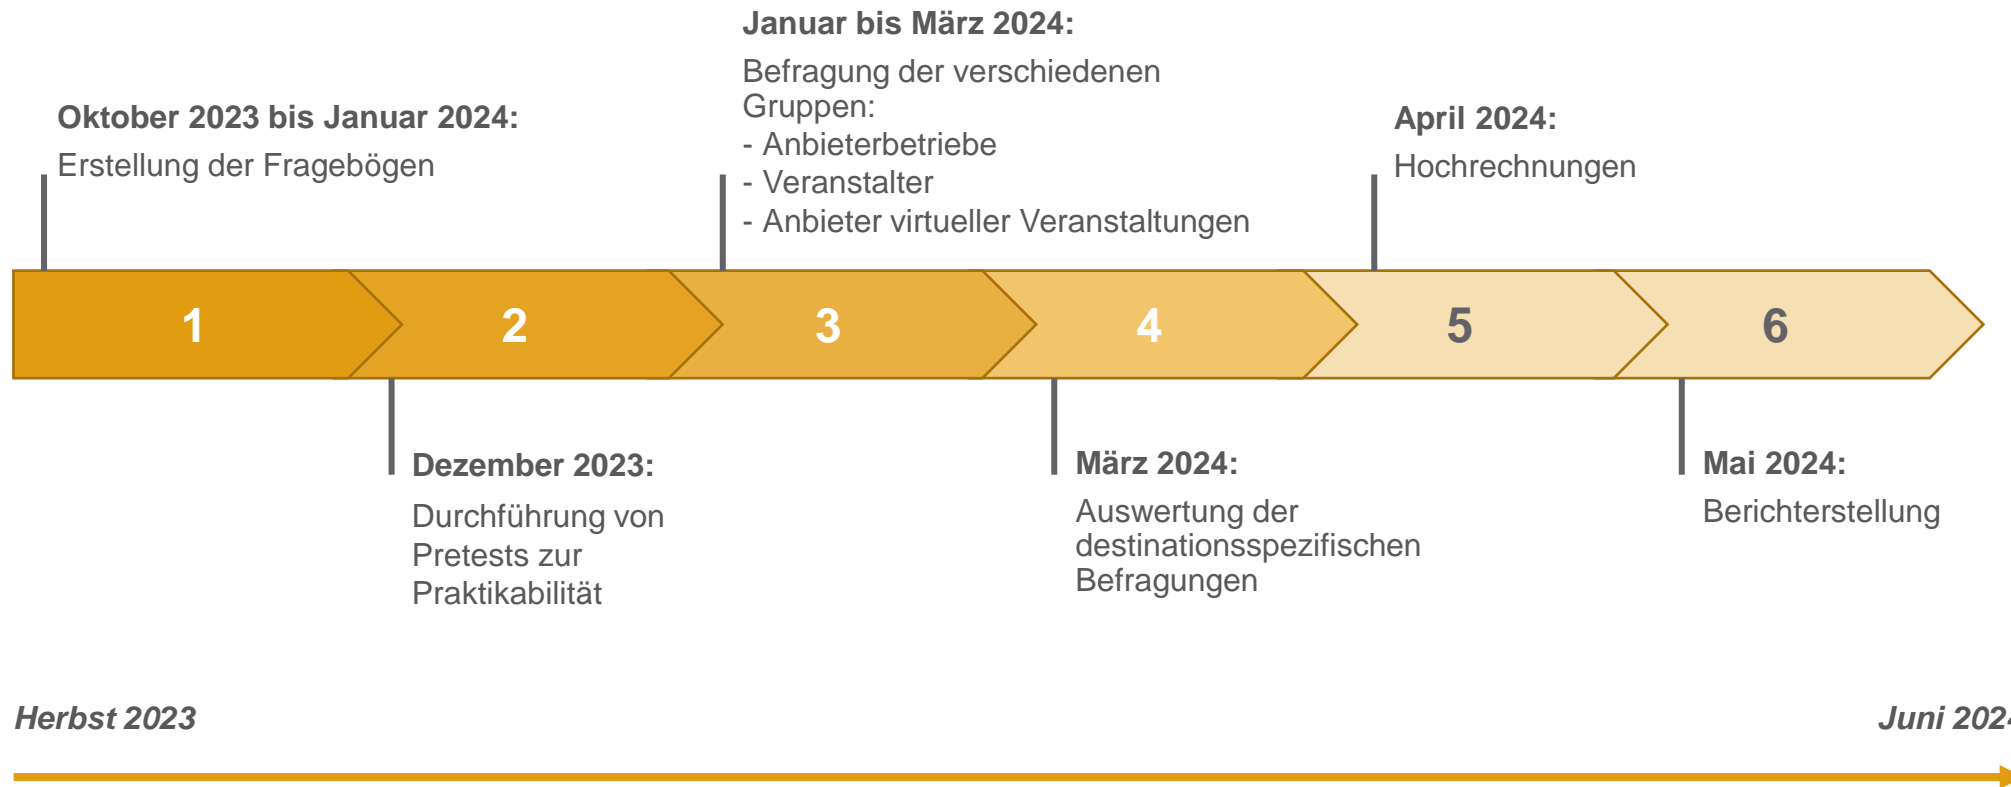 Januar bis März 2024:
Befragung der verschiedenen
Gruppen:
- Anbieterbetriebe
- Veranstalter
- Anbieter virtueller Veranstaltungen
Oktober 2023 bis Januar 2024:
Erstellung der Fragebögen
April 2024:
Hochrechnungen
1
2
3
4
5
6
Dezember 2023:
Durchführung von
Pretests zur
Praktikabilität
März 2024:
Auswertung der
destinationsspezifischen
Befragungen
Mai 2024:
Berichterstellung
Herbst 2023
Juni 2024